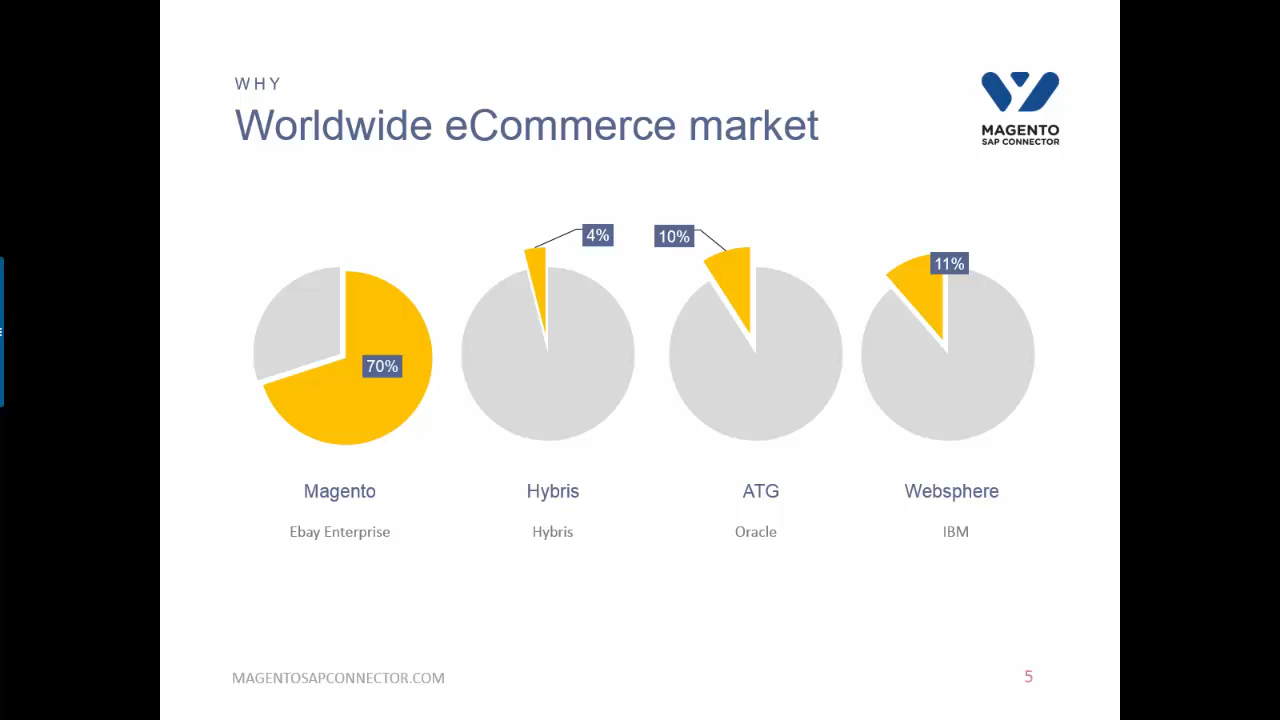 WHY
Worldwide eCommerce market
MAGENTO
SAP CONNECTOR
4%
10%
11%
70%
Magento
Hybris
ATG
Websphere
Ebay Enterprise
Hybris
Oracle
IBM
MAGENTOSAPCONNECTOR.COM
5